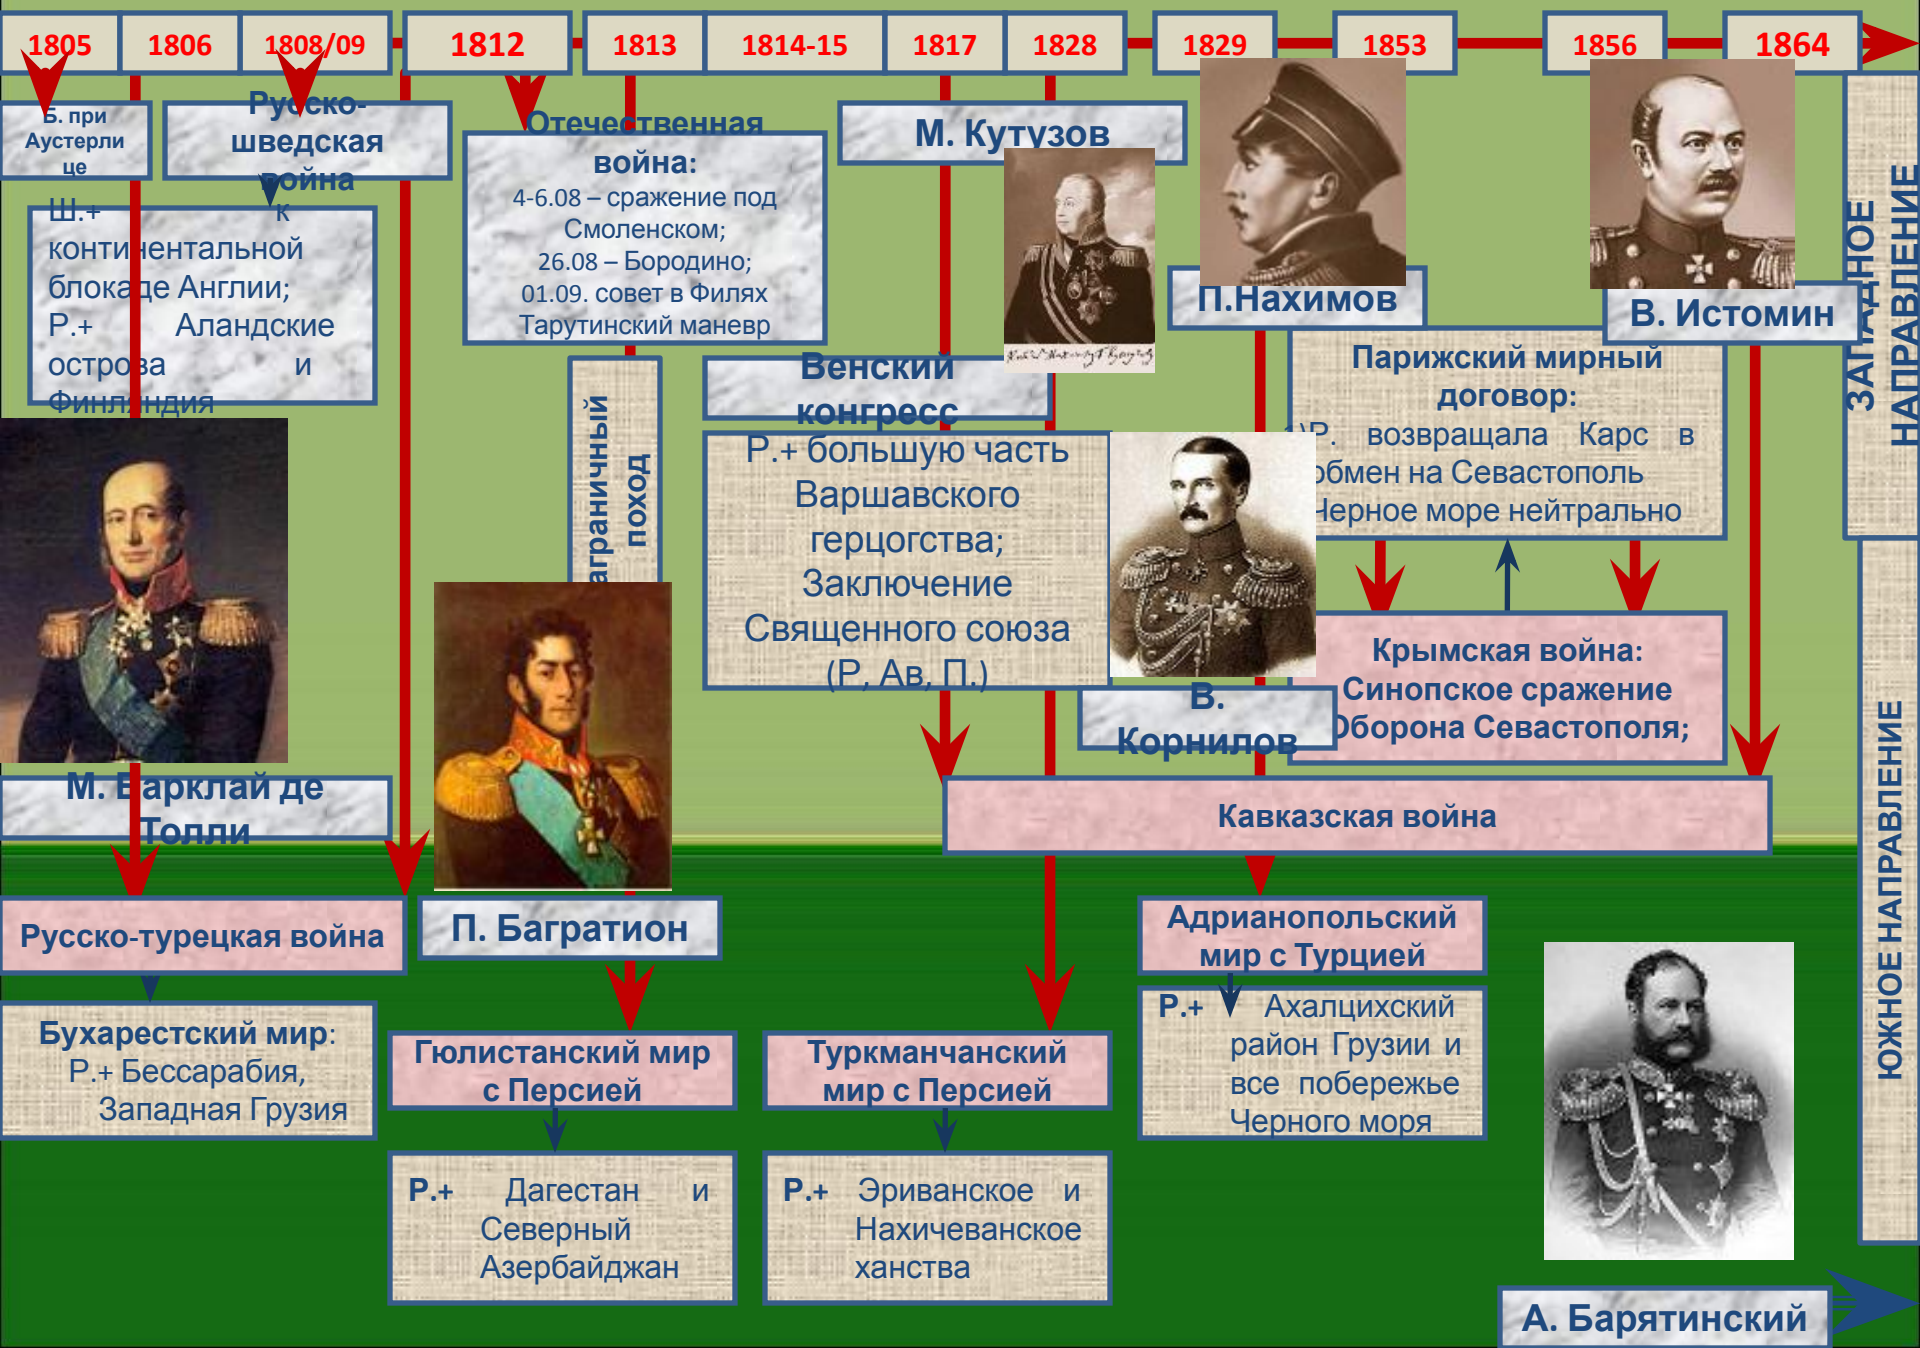 1805
1806
1808/09
1812
1813
1814-15
1817
1828
1829
1853
1856
1864
Б. при
Аустерли
це
Русско-
шведская
война
Ш.+ к
континентальной
блокаде Англии;
Р.+ Аландские
острова и
Финляндия
Отечественная
война:
4-6.08 – сражение под
Смоленском;
26.08 – Бородино;
01.09. совет в Филях
Тарутинский маневр
М. Кутузов
П.Нахимов
В. Истомин
ЗАПАДНОЕ
НАПРАВЛЕНИЕ
Парижский мирный
договор:
Р. возвращала Карс в
обмен на Севастополь
Черное море нейтрально
аграничный
поход
Венский
конгресс
Р.+ большую часть
Варшавского
герцогства;
Заключение
Священного союза
(Р, Ав, П.)
В.
Корнилов
Крымская война:
Синопское сражение
Оборона Севастополя;
М. Барклай де
Толли
Кавказская война
Русско-турецкая война
П. Багратион
Адрианопольский
мир с Турцией
Р.+ Ахалцихский
район Грузии и
все побережье
Черного моря
Бухарестский мир:
Р.+ Бессарабия,
Западная Грузия
Гюлистанский мир
с Персией
Туркманчанский
мир с Персией
Р.+ Дагестан и
Северный
Азербайджан
Р.+ Эриванское и
Нахичеванское
ханства
ЮЖНОЕ НАПРАВЛЕНИЕ
А. Барятинский